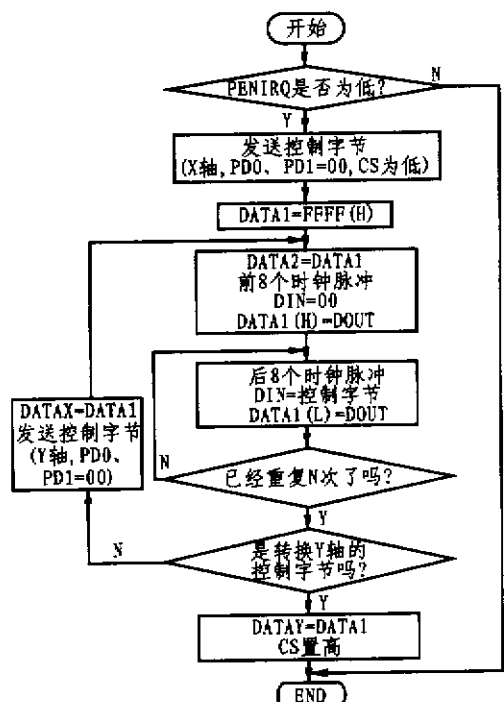 开始
PENIRQ是否为低?
N
Y
发送控制字节
(X轴,PD0、PD1=00,CS为低)
DATA1=FFFF(H)
DATA2=DATA1
前8个时钟脉冲
DIN=00
DATA1(H)=DOUT
后8个时钟脉冲
DIN=控制字节
DATA1(L)=DOUT
DATAX=DATA1
发送控制字节
(Y轴,PD0、
PD1=00)
N
已经重复N次了吗?
Y
N
是转换Y轴的
控制字节吗?
Y
DATAY=DATA1
CS置高
END